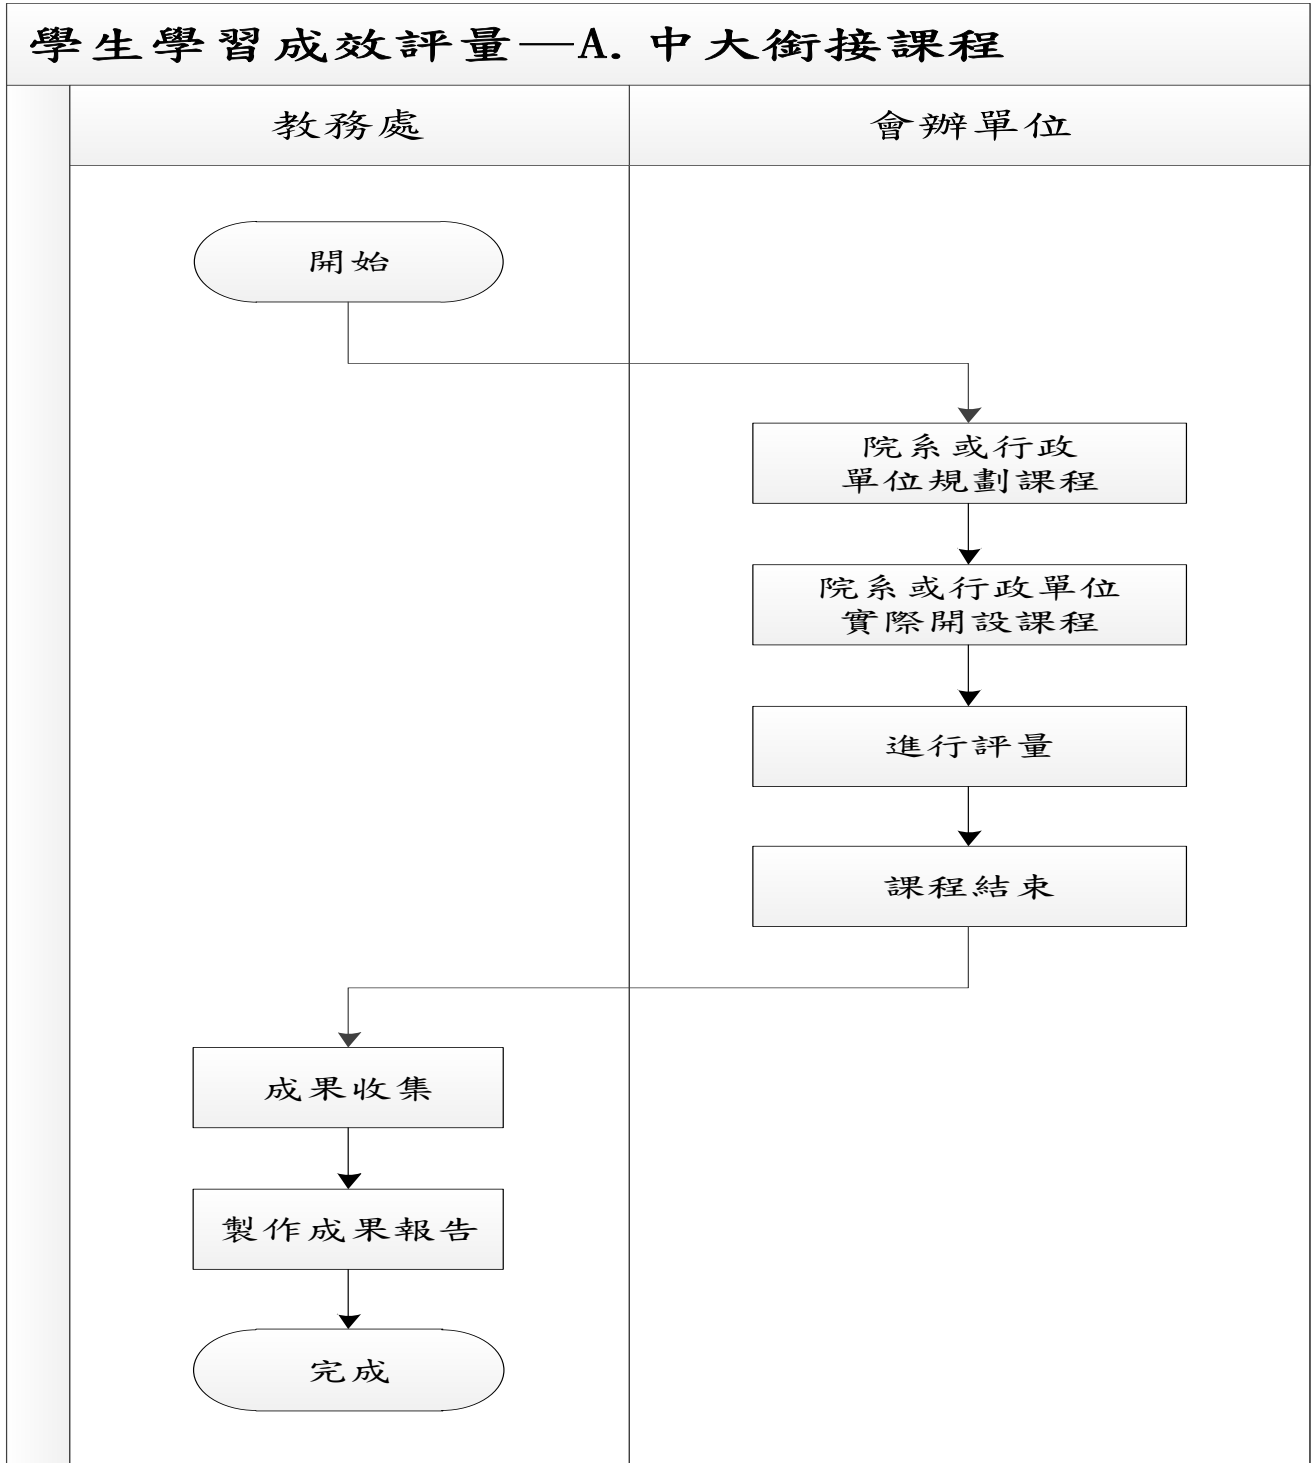 學生學習成效評量—A. 中大銜接課程
教務處
會辦單位
開始
院系或行政
單位規劃課程
院系或行政單位
實際開設課程
進行評量
課程結束
成果收集
製作成果報告
完成